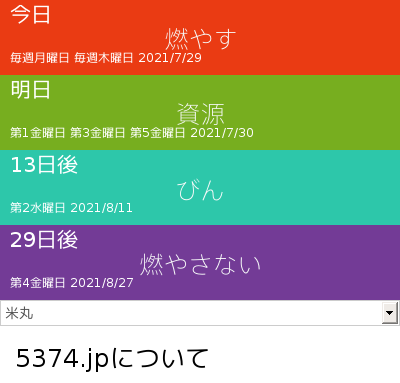 今日
燃やす
毎週月曜日 毎週木曜日 2021/7/29
明日
資源
第1金曜日 第3金曜日 第5金曜日 2021/7/30
13日後
びん
第2水曜日 2021/8/11
29日後
燃やさない
第4金曜日 2021/8/27
米丸
5374.jpについて